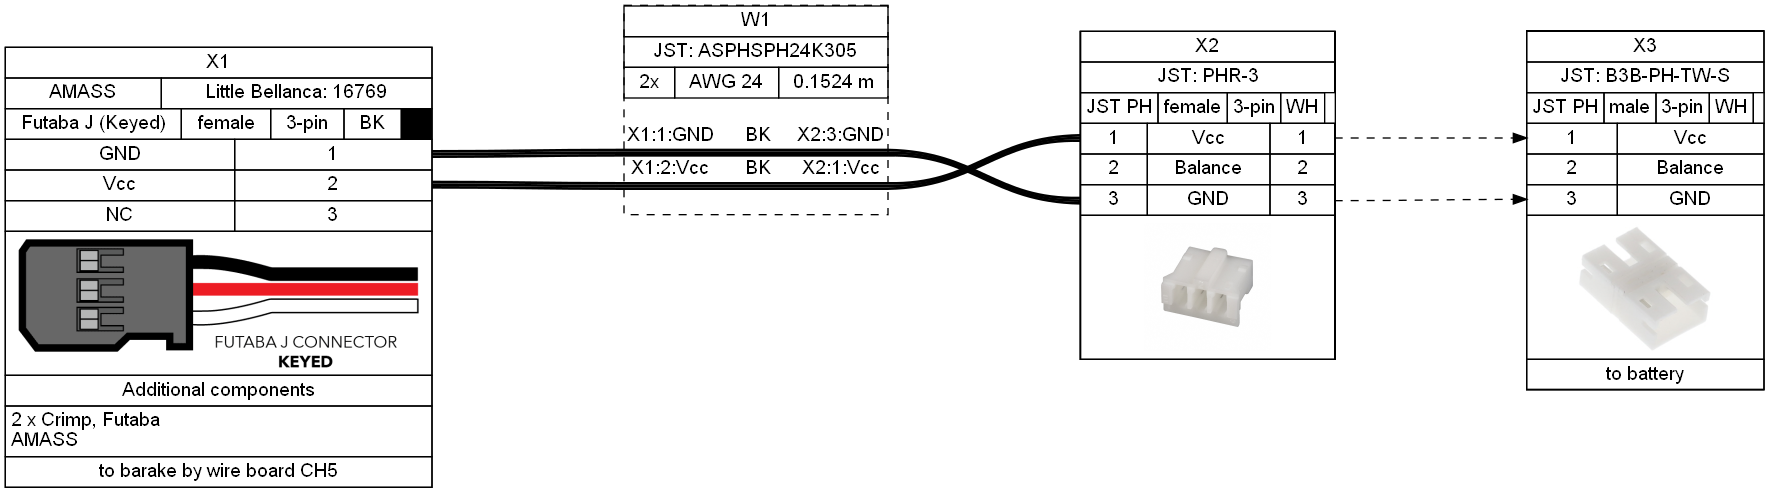 X1
AMASS Little Bellanca: 16769
Futaba J (Keyed) female 3-pin BK
GND 1
Vcc 2
NC 3
FUTABA J CONNECTOR
KEYED
Additional components
2 x Crimp, Futaba
AMASS
to barake by wire board CH5
W1
JST: ASPHSPH24K305
2x AWG 24 0.1524 m
X1:1:GND BK X2:3:GND
X1:2:Vcc BK X2:1:Vcc
X2
JST: PHR-3
JST PH female 3-pin WH
1 Vcc 1
2 Balance 2
3 GND 3
X3
JST: B3B-PH-TW-S
JST PH male 3-pin WH
1 Vcc
2 Balance
3 GND
to battery